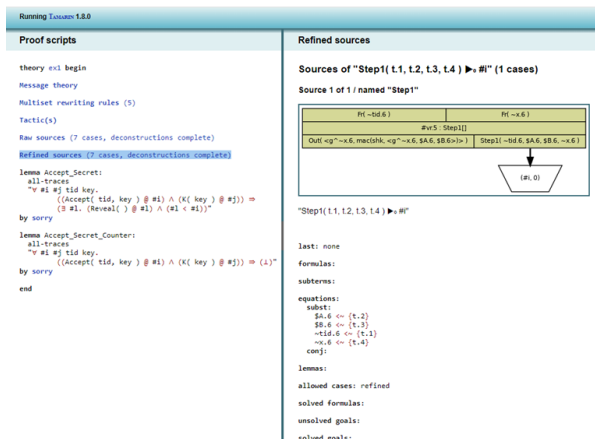 Running TAMARIN 1.8.0
Proof scripts
theory ex1 begin
Message theory
Multiset rewriting rules (5)
Tactic(s)
Raw sources (7 cases, deconstructions complete)
Refined sources (7 cases, deconstructions complete)
lemma Accept_Secret:
all-traces
"∀ #i #j tid key.
((Accept( tid, key ) @ #i) ∧ (K( key ) @ #j)) ⇒
(∃ #l. (Reveal( ) @ #l) ∧ (#l < #i))"
by sorry
lemma Accept_Secret_Counter:
all-traces
"∀ #i #j tid key.
((Accept( tid, key ) @ #i) ∧ (K( key ) @ #j)) ⇒ (⊥)"
by sorry
end
Refined sources
Sources of "Step1( t.1, t.2, t.3, t.4 ) ▶₀ #i" (1 cases)
Source 1 of 1 / named "Step1"
Fr( ~tid.6 )
Fr( ~x.6 )
#vr.5 : Step1[]
Out( <g^~x.6, mac(shk, <g^~x.6, $A.6, $B.6>)> )
Step1( ~tid.6, $A.6, $B.6, ~x.6 )
(#i, 0)
"Step1( t.1, t.2, t.3, t.4 ) ▶₀ #i"
last: none
formulas:
subterms:
equations:
subst:
$A.6 <~ {t.2}
$B.6 <~ {t.3}
~tid.6 <~ {t.1}
~x.6 <~ {t.4}
conj:
lemmas:
allowed cases: refined
solved formulas:
unsolved goals:
solved goals: